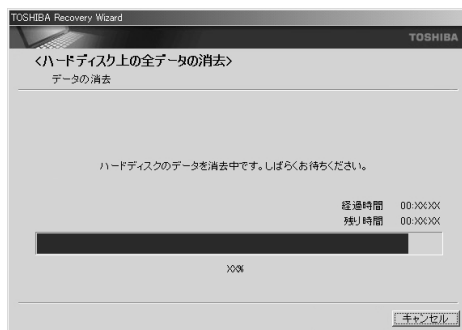 TOSHIBA Recovery Wizard
TOSHIBA
<ハードディスク上の全データの消去>
データの消去
ハードディスクのデータを消去中です。しばらくお待ちください。
経過時間 00:XX:XX
残り時間 00:XX:XX
XX%
キャンセル